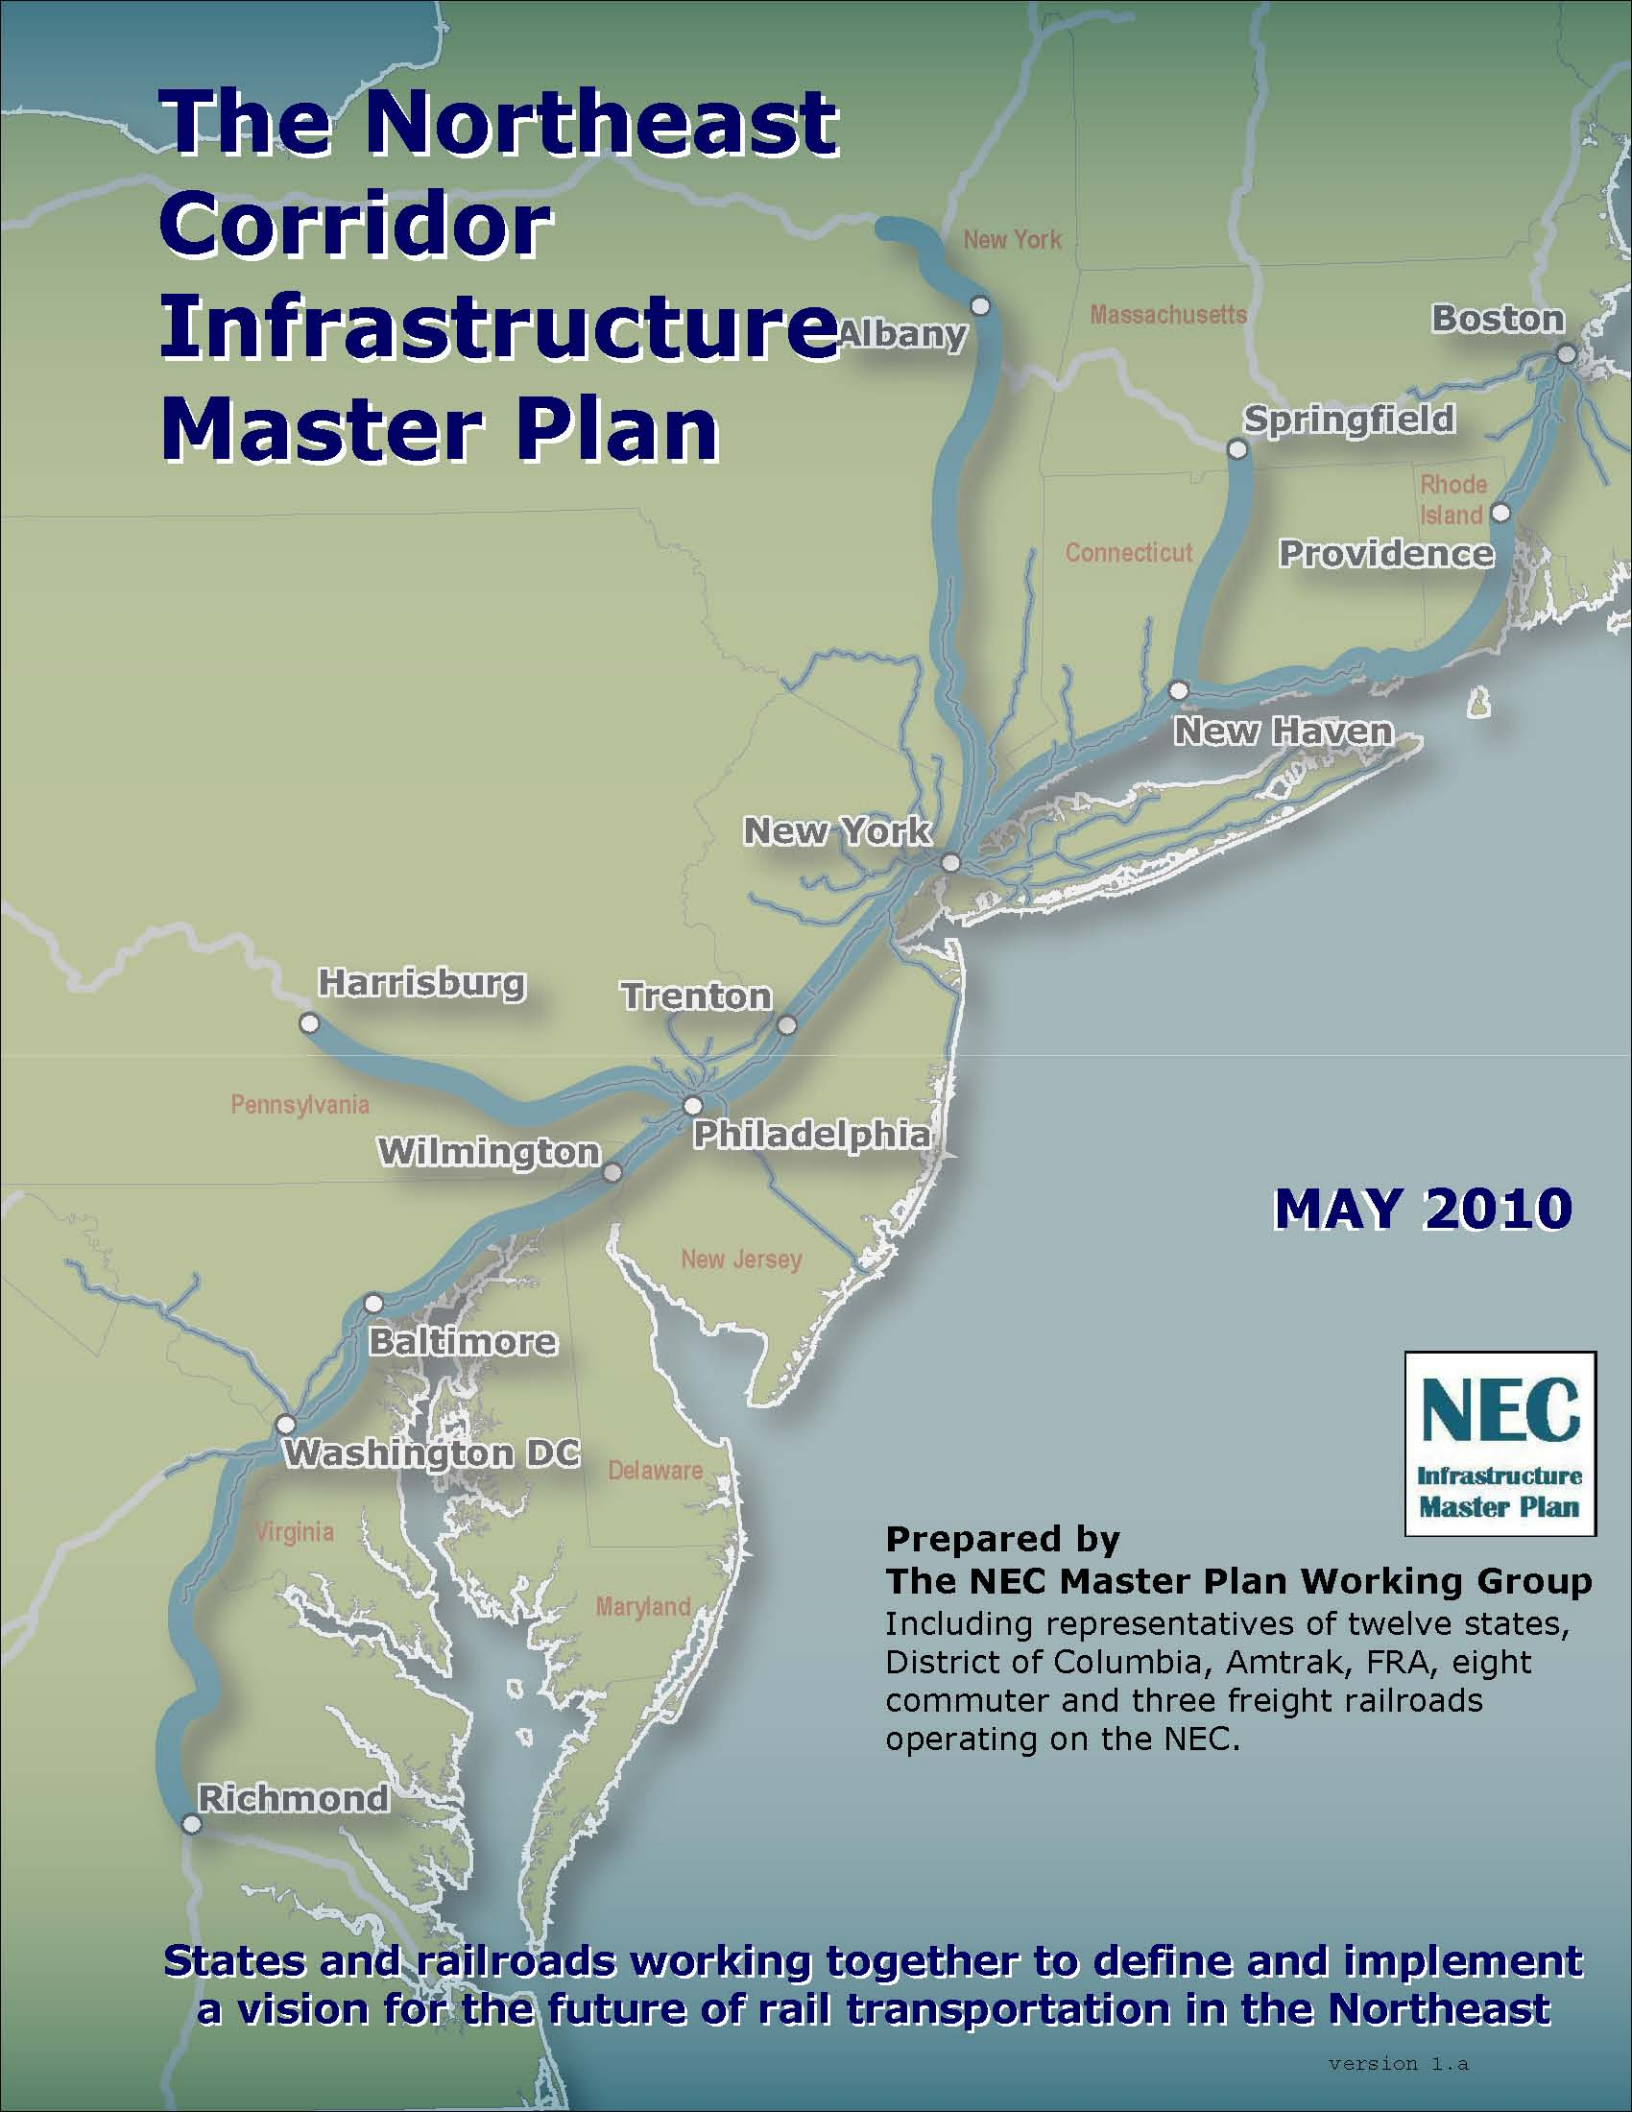 The Northeast
Corridor
Infrastructure
Master Plan
New York
Albany
Massachusetts
Boston
Springfield
Rhode
Island
Providence
Connecticut
New Haven
New York
Harrisburg
Trenton
Pennsylvania
Wilmington
Philadelphia
MAY 2010
New Jersey
Baltimore
Washington DC
Delaware
Virginia
Maryland
Richmond
NEC
Infrastructure
Master Plan
Prepared by
The NEC Master Plan Working Group
Including representatives of twelve states,
District of Columbia, Amtrak, FRA, eight
commuter and three freight railroads
operating on the NEC.
States and railroads working together to define and implement
a vision for the future of rail transportation in the Northeast
version 1.a